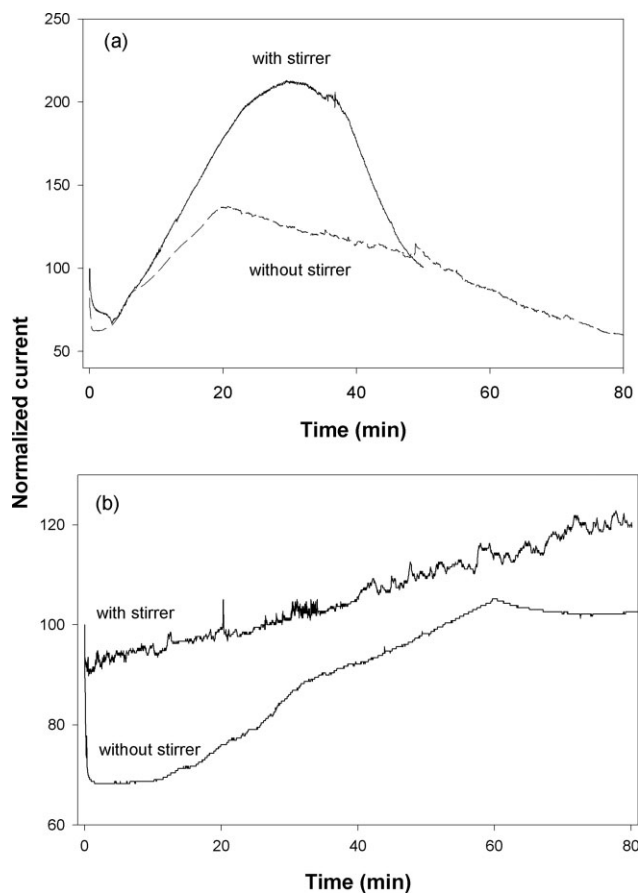 (a)
with stirrer
without stirrer
250
200
150
100
50
0 20 40 60 80
Time (min)
Normalized current
(b)
with stirrer
without stirrer
120
100
80
60
0 20 40 60 80
Time (min)